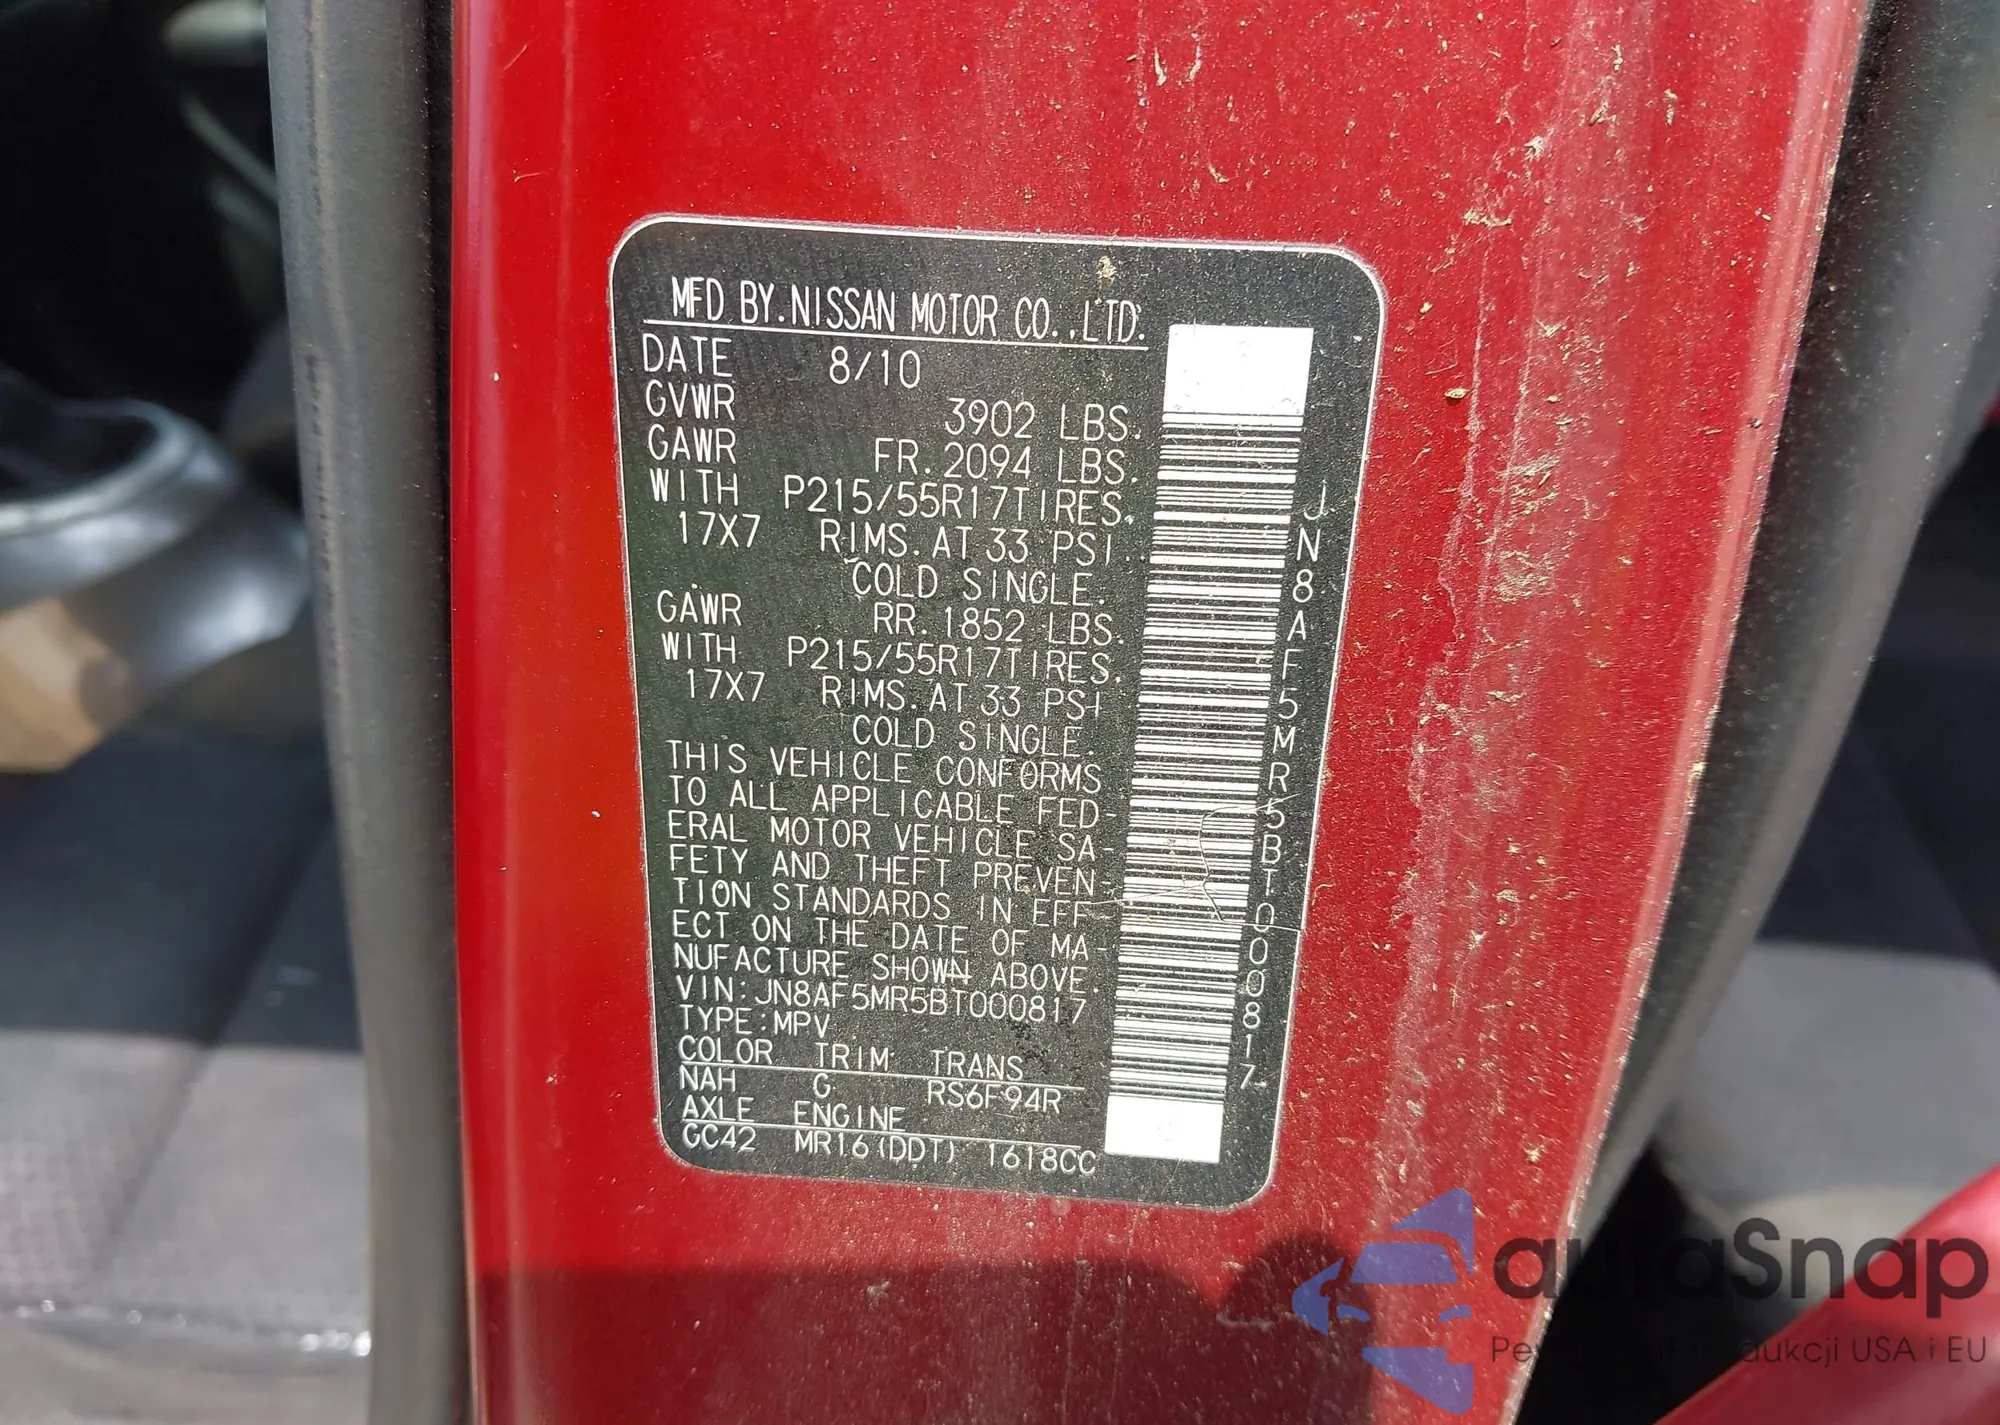 MFD BY. NISSAN MOTOR CO., LTD.
DATE 8/10
GVWR 3902 LBS.
GAWR FR. 2094 LBS.
WITH P215/55R17TIRES.
17X7 RIMS. AT 33 PSI.
COLD SINGLE.
GAWR RR. 1852 LBS.
WITH P215/55R17TIRES.
17X7 RIMS. AT 33 PSI
COLD SINGLE.
THIS VEHICLE CONFORMS
TO ALL APPLICABLE FED-
ERAL MOTOR VEHICLE SA-
FETY AND THEFT PREVEN-
TION STANDARDS IN EFF-
ECT ON THE DATE OF MA-
NUFACTURE SHOWN ABOVE.
VIN:JN8AF5MR5BT000817
TYPE:MPV
COLOR TRIM TRANS
NAH G RS6F94R
AXLE ENGINE
GC42 MR16(DDT) 1618CC
JN8AF5MR5BT000817
autaSnap
USA i EU